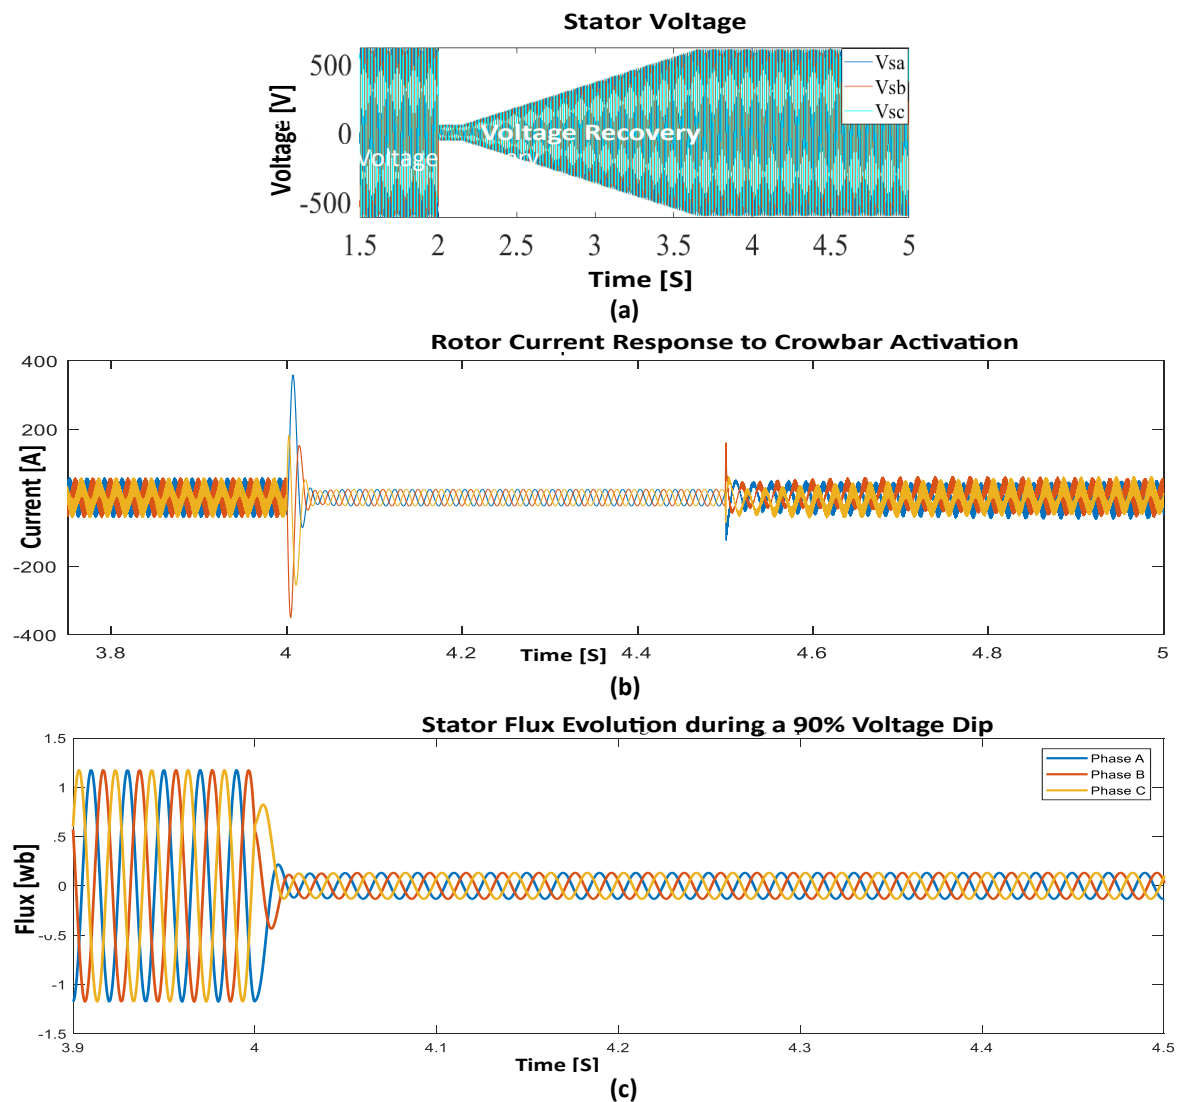 Stator Voltage
500
0
-500
Voltage [V]
Vsa
Vsb
Vsc
Voltage Recovery
Voltage
1.5 2 2.5 3 3.5 4 4.5 5
Time [S]
(a)
Rotor Current Response to Crowbar Activation
400
200
0
-200
-400
Current [A]
3.8 4 4.2 4.4 4.6 4.8 5
Time [S]
(b)
Stator Flux Evolution during a 90% Voltage Dip
1.5
1
.5
0
-0.5
-1
-1.5
Flux [wb]
Phase A
Phase B
Phase C
3.9 4 4.1 4.2 4.3 4.4 4.5
Time [S]
(c)